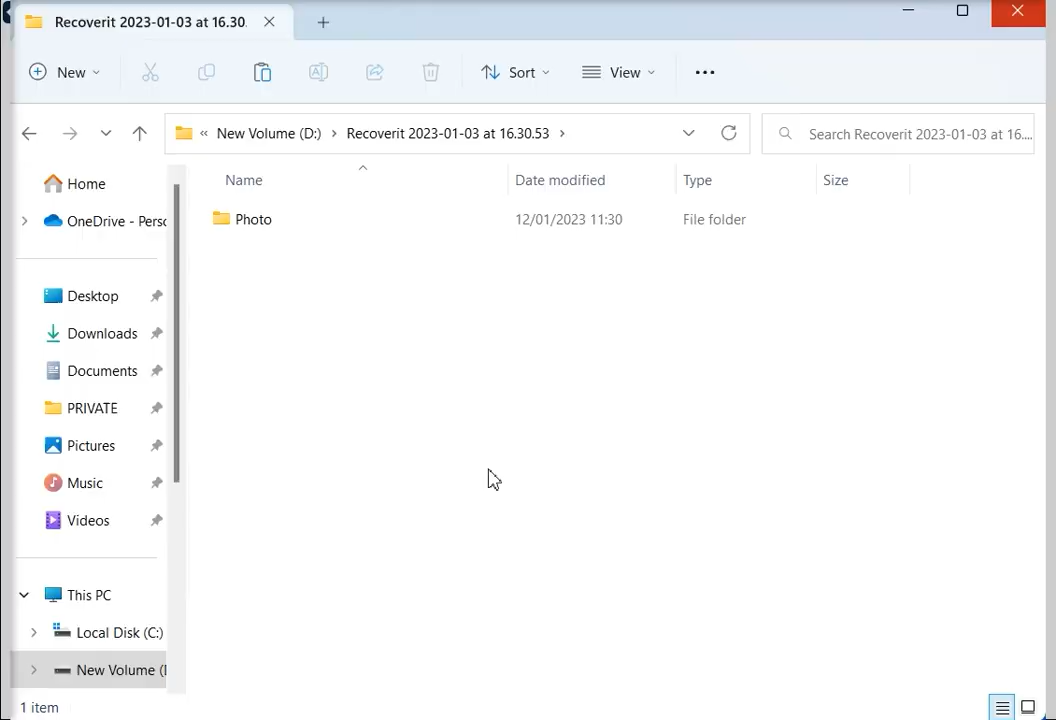 Recoverit 2023-01-03 at 16.30.
New
Sort
View
New Volume (D:)
Recoverit 2023-01-03 at 16.30.53
Search Recoverit 2023-01-03 at 16....
Name
Date modified
Type
Size
Photo
12/01/2023 11:30
File folder
Home
OneDrive - Perso
Desktop
Downloads
Documents
PRIVATE
Pictures
Music
Videos
This PC
Local Disk (C:)
New Volume (
1 item